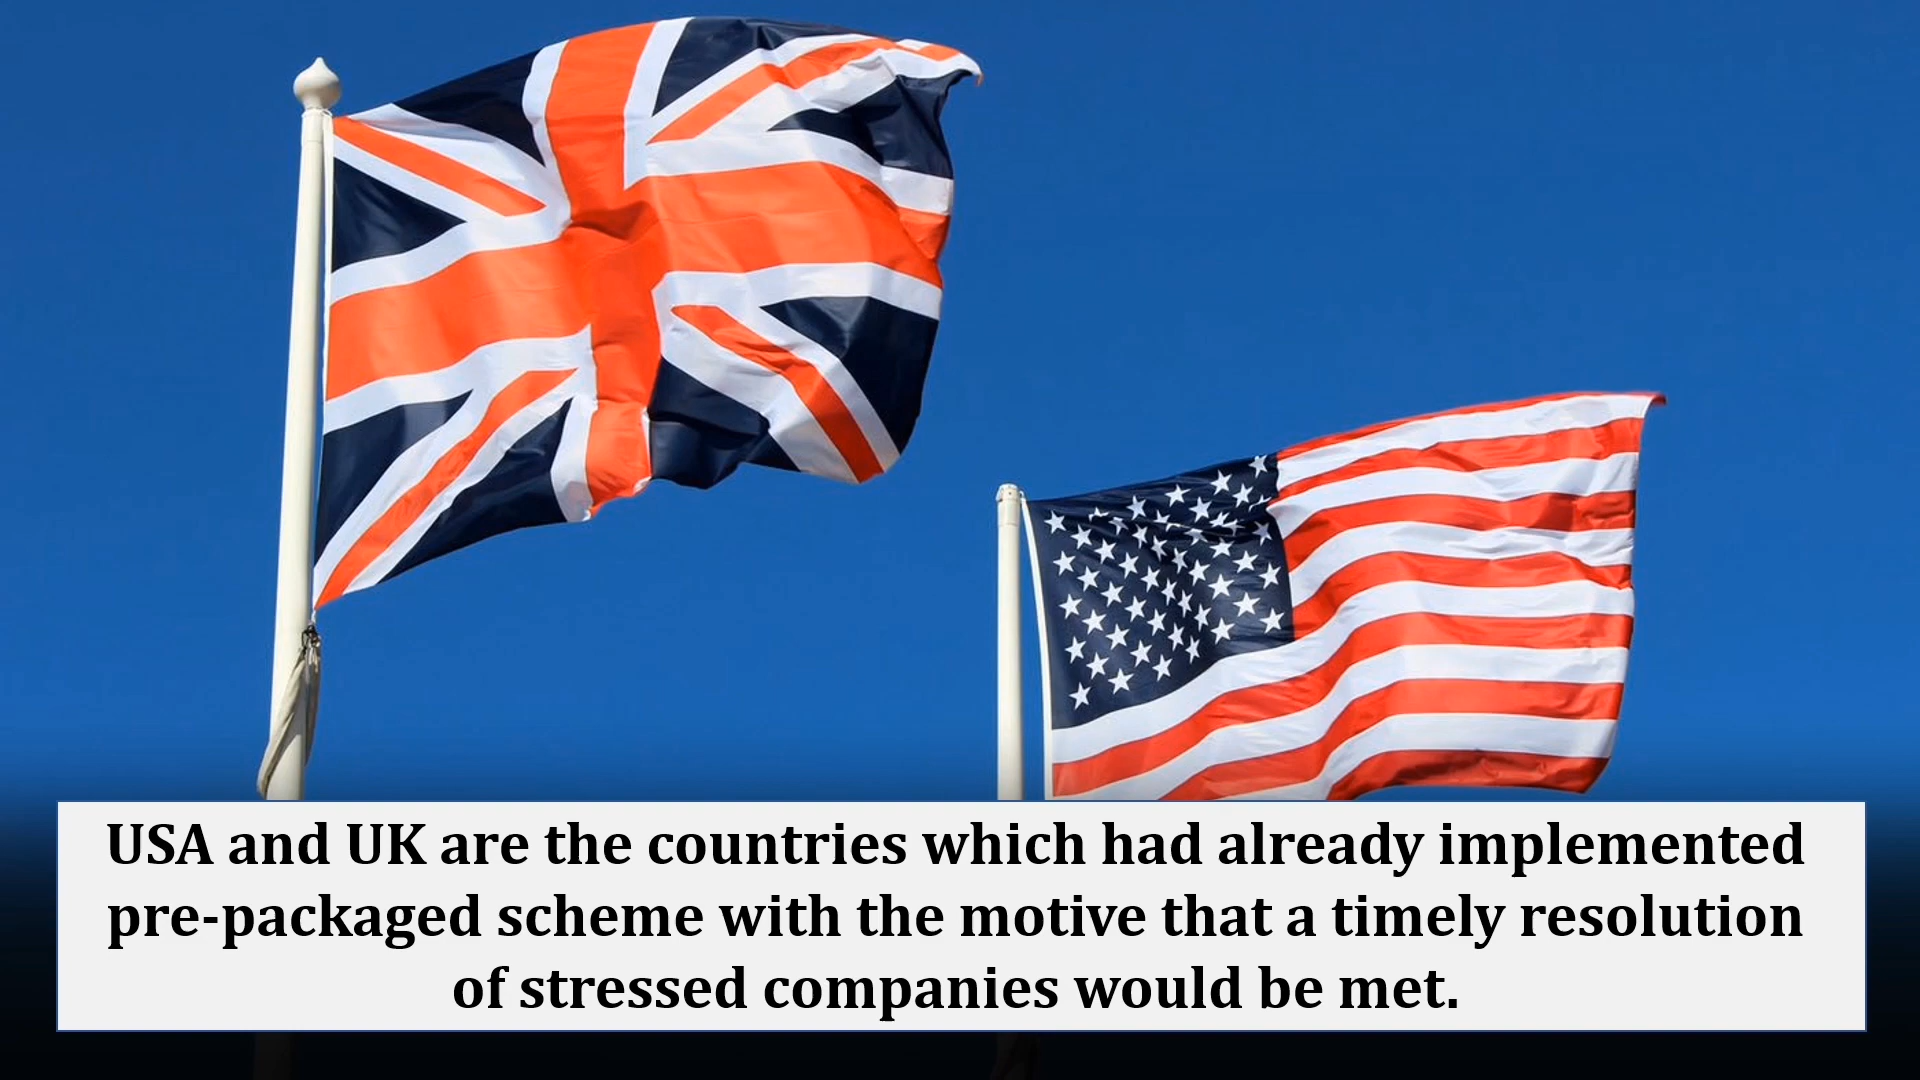 USA and UK are the countries which had already implemented
pre-packaged scheme with the motive that a timely resolution
of stressed companies would be met.